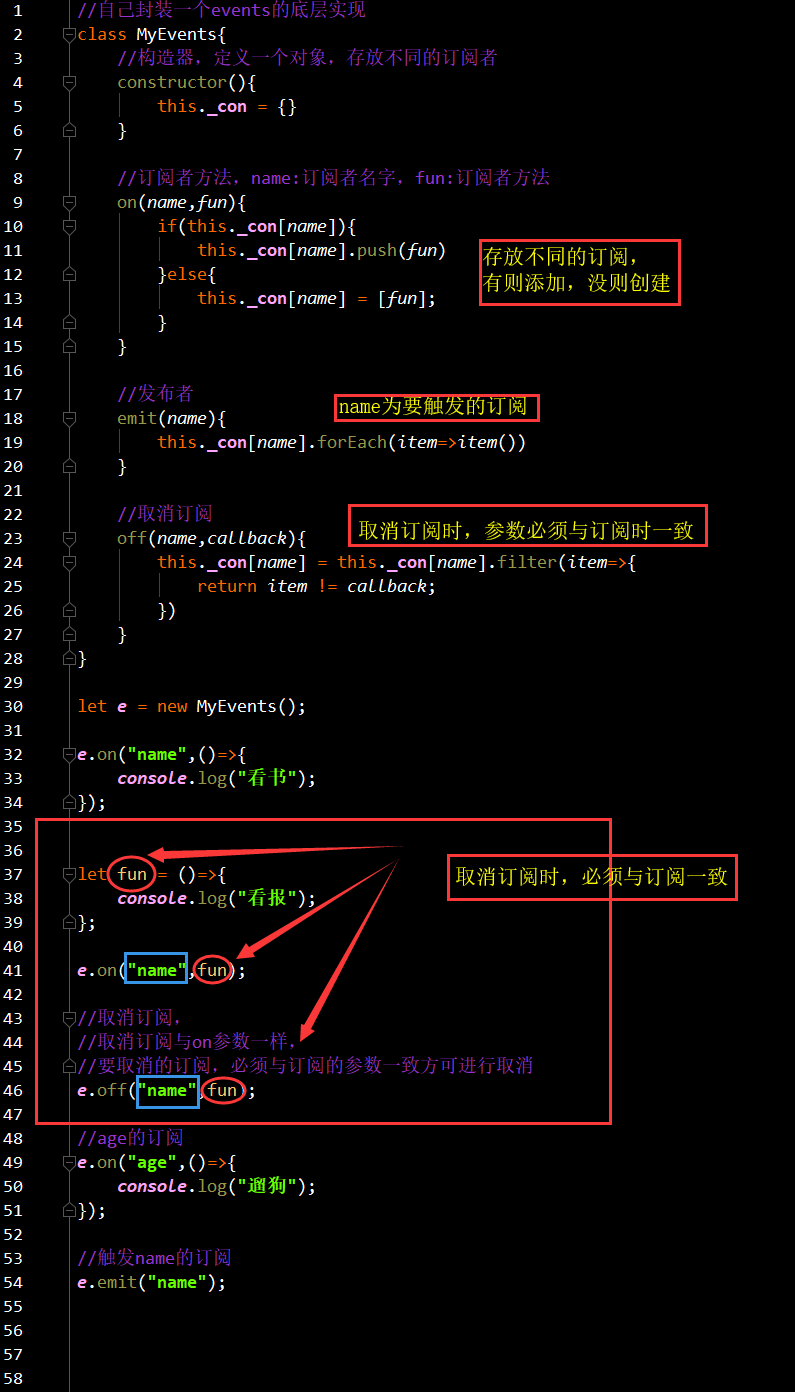 1 //自己封装一个events的底层实现
2 class MyEvents{
3 //构造器，定义一个对象，存放不同的订阅者
4 constructor(){
5 this._con = {}
6 }
7
8 //订阅者方法，name:订阅者名字，fun:订阅者方法
9 on(name,fun){
10 if(this._con[name]){
11 this._con[name].push(fun)
存放不同的订阅，
12 }else{
有则添加，没则创建
13 this._con[name] = [fun];
14 }
15 }
16
17 //发布者
name为要触发的订阅
18 emit(name){
19 this._con[name].forEach(item=>item())
20 }
21
22 //取消订阅
取消订阅时，参数必须与订阅时一致
23 off(name,callback){
24 this._con[name] = this._con[name].filter(item=>{
25 return item != callback;
26 })
27 }
28 }
29
30 let e = new MyEvents();
31
32 e.on("name",()=>{
33 console.log("看书");
34 });
35
36
37 let fun = ()=>{
取消订阅时，必须与订阅一致
38 console.log("看报");
39 };
40
41 e.on("name",fun);
42
43 //取消订阅，
44 //取消订阅与on参数一样，
45 //要取消的订阅，必须与订阅的参数一致方可进行取消
46 e.off("name",fun);
47
48 //age的订阅
49 e.on("age",()=>{
50 console.log("遛狗");
51 });
52
53 //触发name的订阅
54 e.emit("name");
55
56
57
58